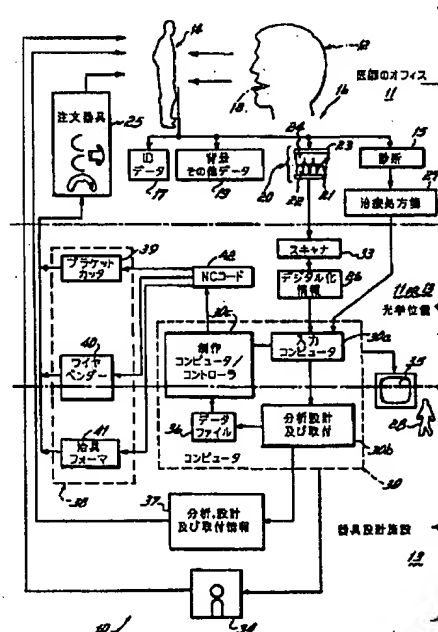 14
12
医師のオフィス
11
18
16
注文器具
25
24
23
20
22
21
IDデータ
17
背景
その他データ
19
診断
15
治療処方箋
27
スキャナ
33
デジタル化
情報
26b
ブラケット
カッタ
39
NCコード
42
30c
制作
コンピュータ/
コントローラ
入力
コンピュータ
30a
光学位置
ワイヤ
ベンダー
40
35
28
データ
ファイル
36
分析設計
及び取付
30b
治具
フォーマ
41
コンピュータ
38
30
分析、設計
及び取付情報
37
器具設計施設
13
10